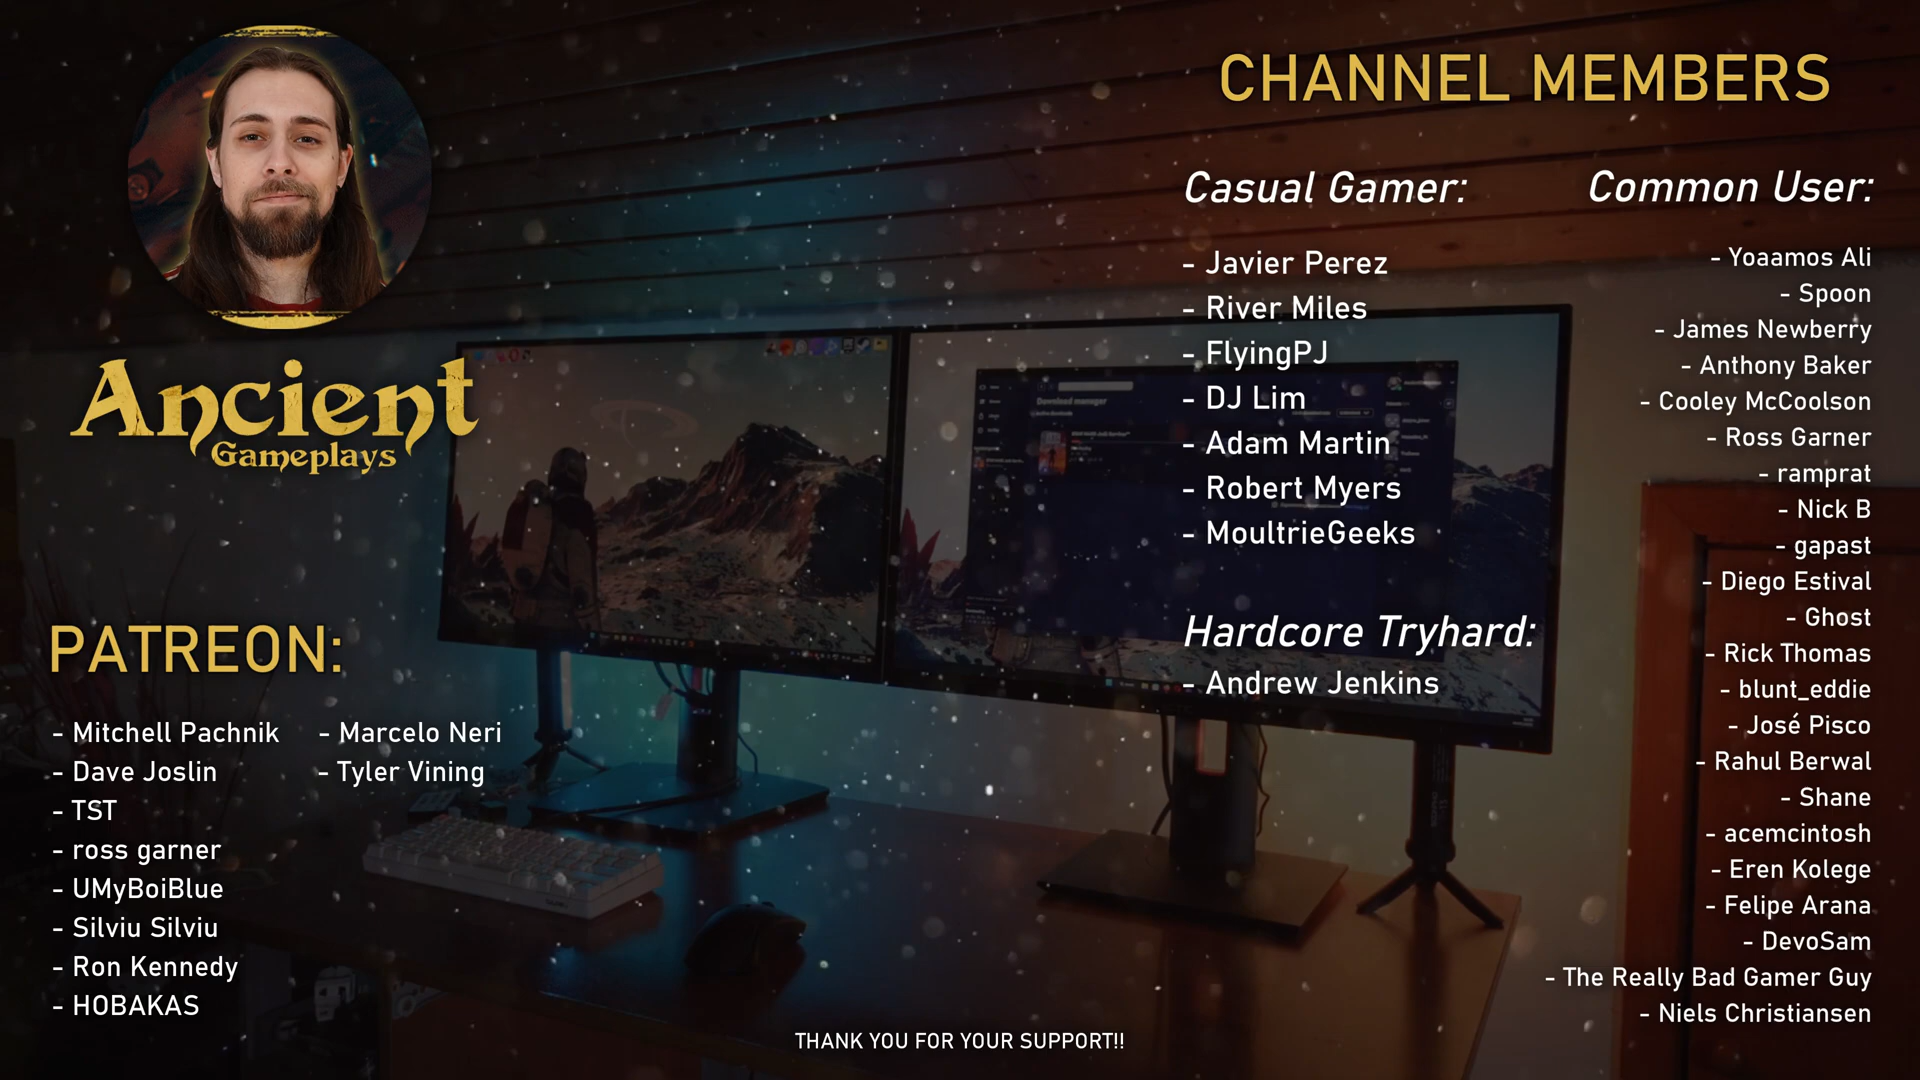 Ancient
Gameplays
PATREON:
- Mitchell Pachnik
- Dave Joslin
- TST
- ross garner
- UMyBoiBlue
- Silviu Silviu
- Ron Kennedy
- HOBAKAS
- Marcelo Neri
- Tyler Vining
CHANNEL MEMBERS
Casual Gamer:
- Javier Perez
- River Miles
- FlyingPJ
- DJ Lim
- Adam Martin
- Robert Myers
- MoultrieGeeks
Hardcore Tryhard:
- Andrew Jenkins
Common User:
- Yoaamos Ali
- Spoon
- James Newberry
- Anthony Baker
- Cooley McCoolson
- Ross Garner
- ramprat
- Nick B
- gapast
- Diego Estival
- Ghost
- Rick Thomas
- blunt_eddie
- José Pisco
- Rahul Berwal
- Shane
- acemcintosh
- Eren Kolege
- Felipe Arana
- DevoSam
- The Really Bad Gamer Guy
- Niels Christiansen
Download manager
THANK YOU FOR YOUR SUPPORT!!